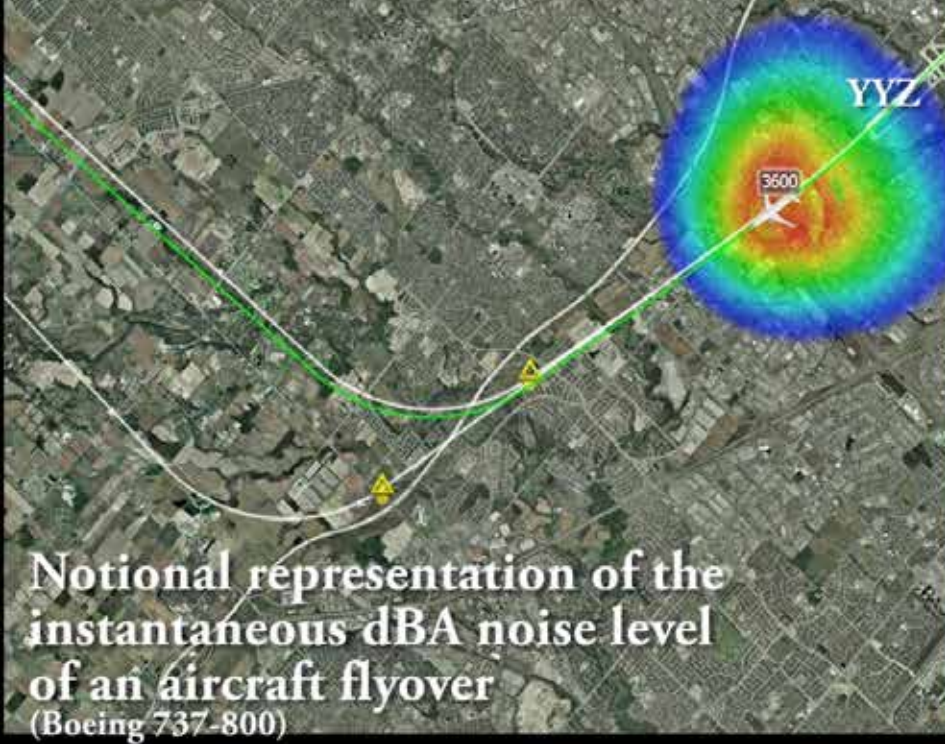 YYZ
3600
Notional representation of the
instantaneous dBA noise level
of an aircraft flyover
(Boeing 737-800)